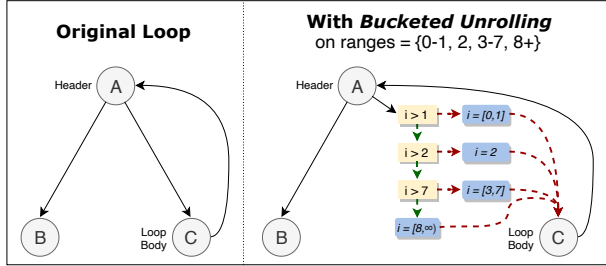 Original Loop
Header
A
B
Loop
Body
C
With Bucketed Unrolling
on ranges = {0-1, 2, 3-7, 8+}
Header
A
i > 1
i = [0,1]
i > 2
i = 2
i > 7
i = [3,7]
i = [8,∞)
B
Loop
Body
C